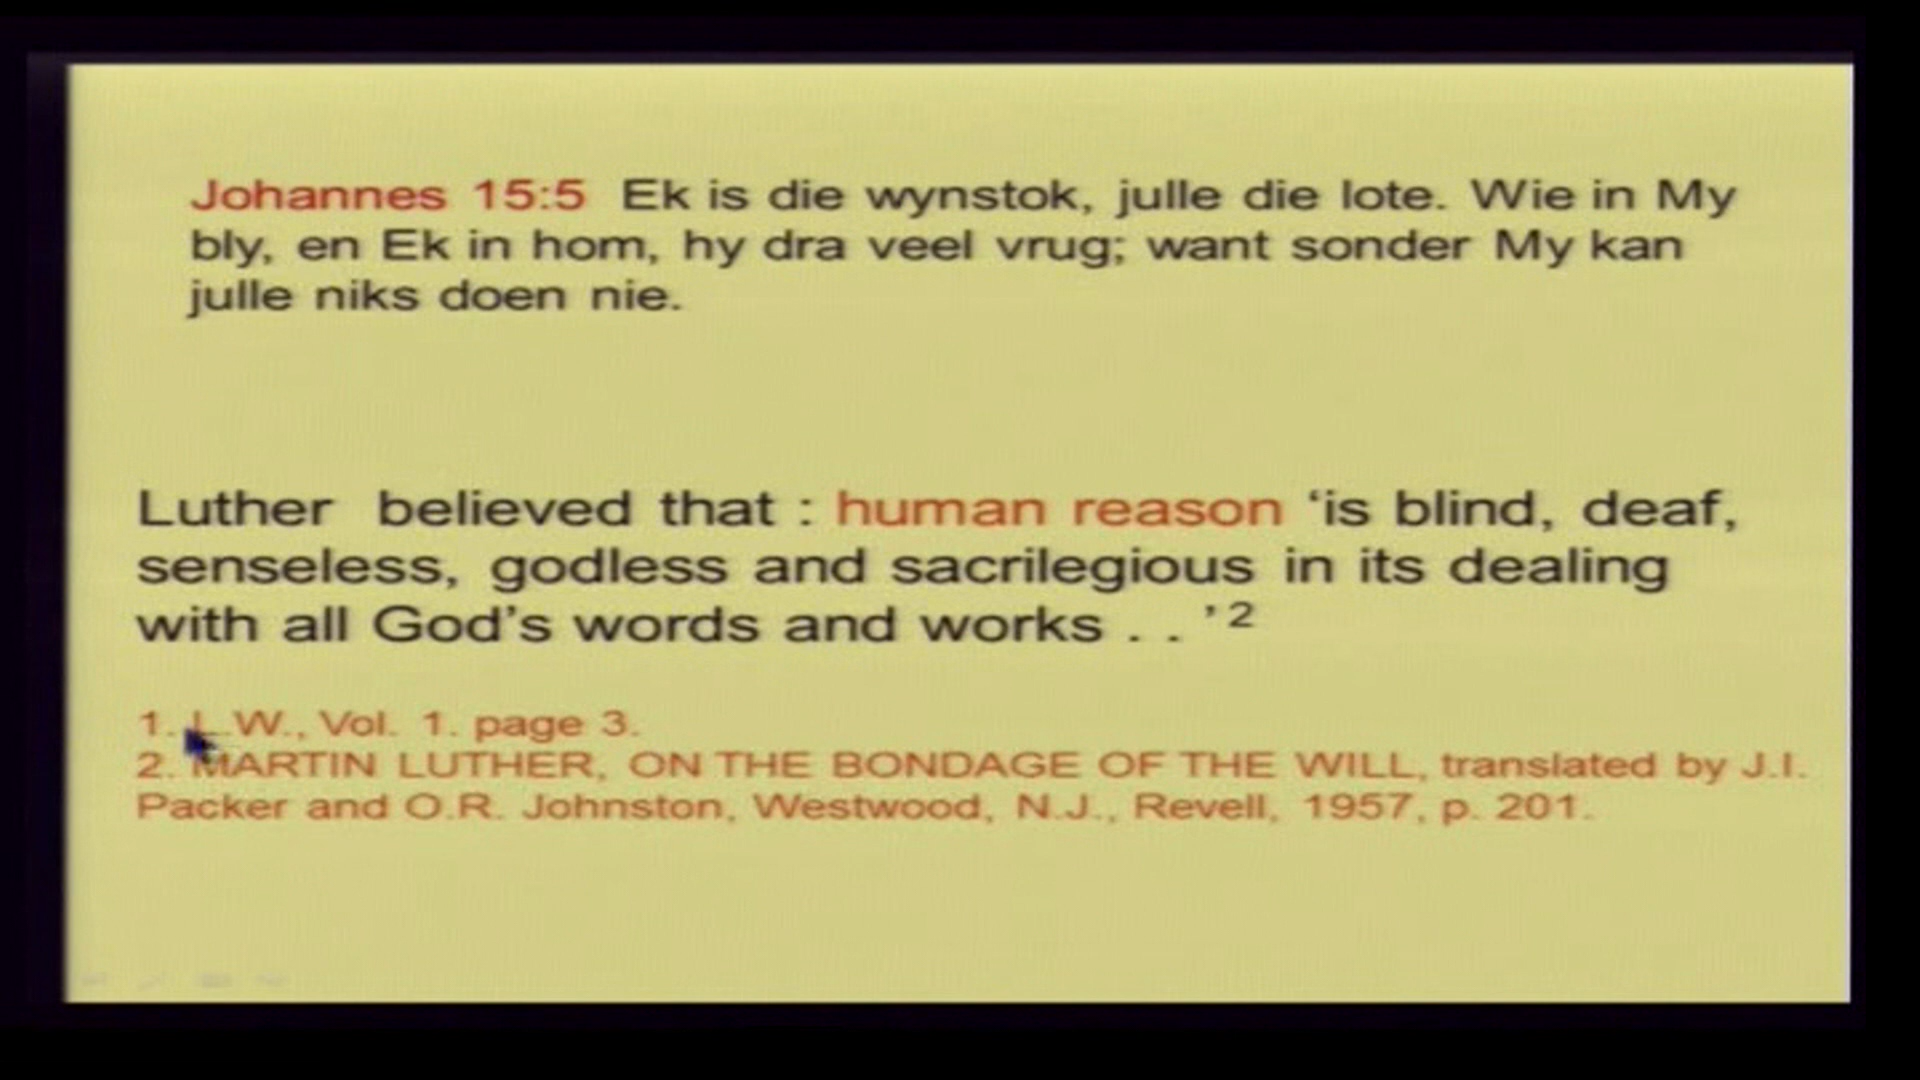 Johannes 15:5 Ek is die wynstok, julle die lote. Wie in My
bly, en Ek in hom, hy dra veel vrug; want sonder My kan
julle niks doen nie.
Luther believed that : human reason ‘is blind, deaf,
senseless, godless and sacrilegious in its dealing
with all God’s words and works . . ’ 2
1. L.W., Vol. 1. page 3.
2. MARTIN LUTHER, ON THE BONDAGE OF THE WILL, translated by J.I.
Packer and O.R. Johnston, Westwood, N.J., Revell, 1957, p. 201.